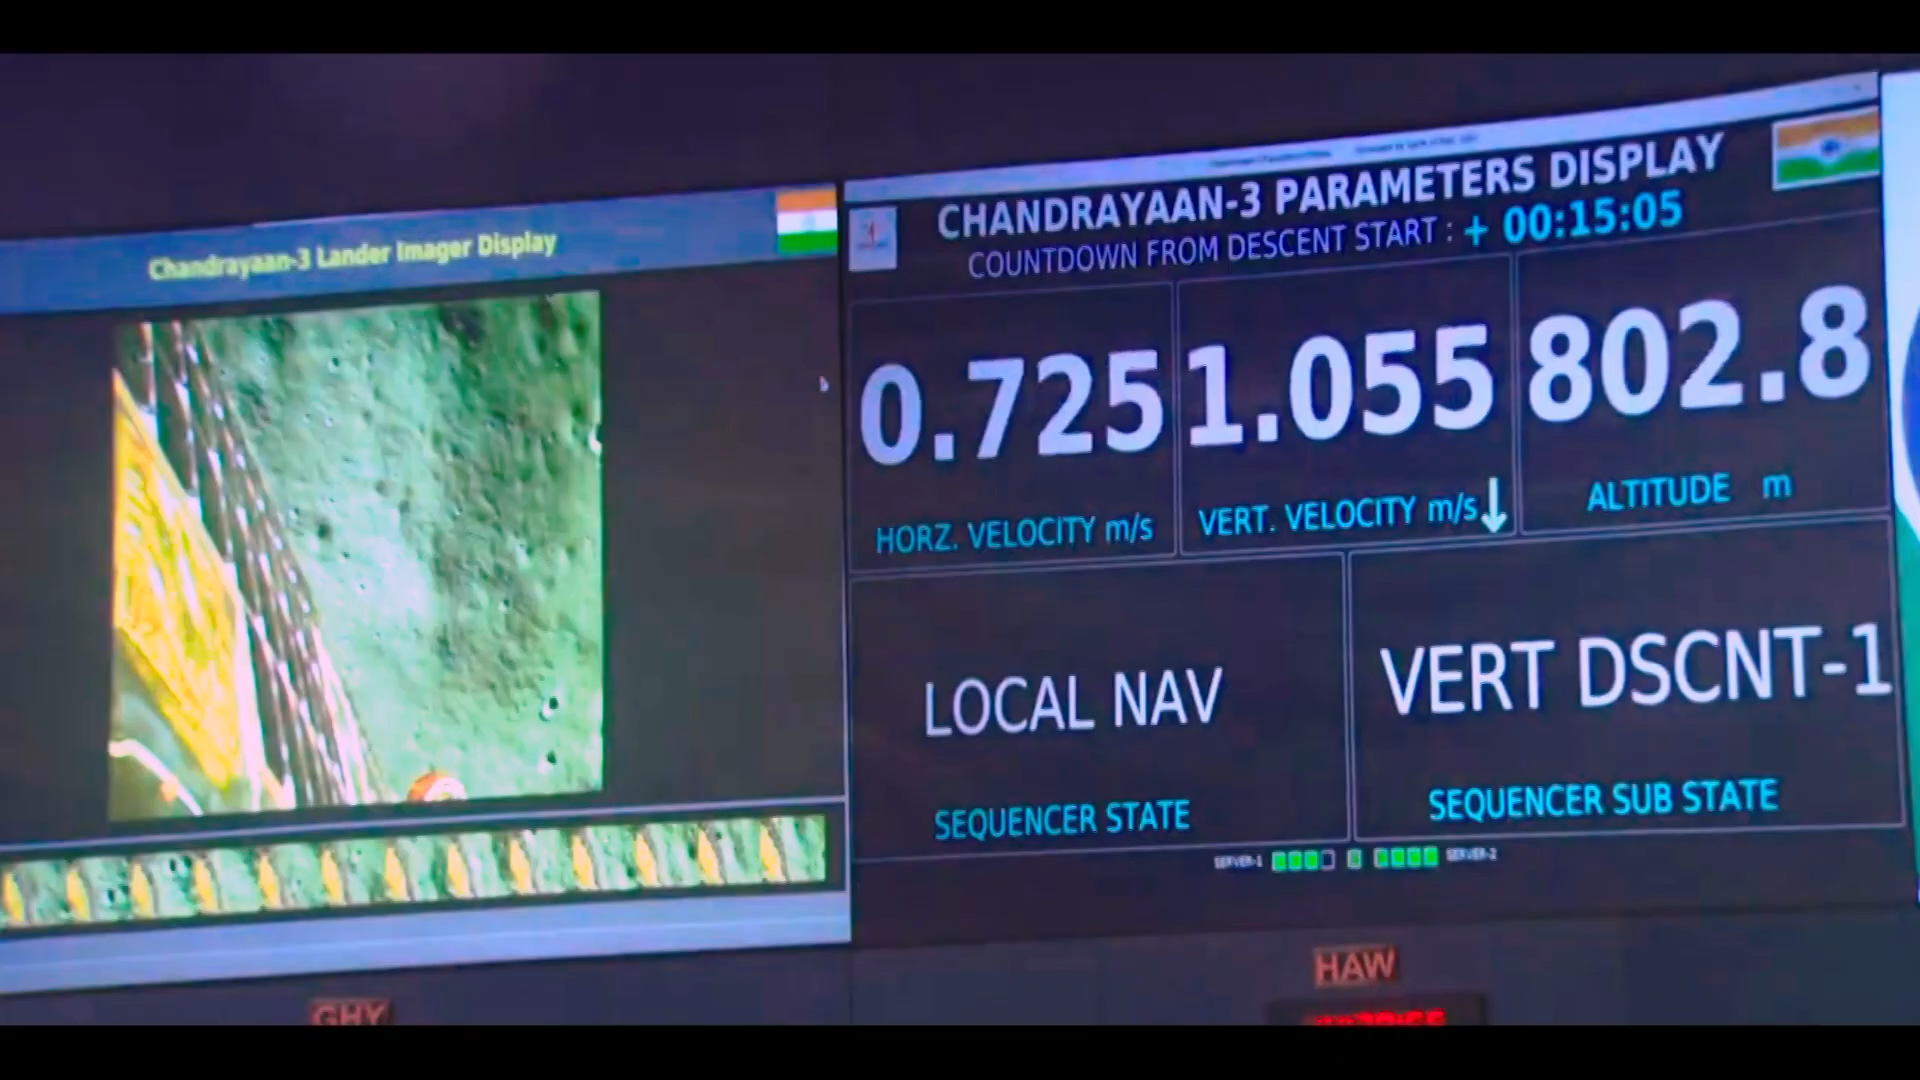 Chandrayaan-3 Lander Imager Display
CHANDRAYAAN-3 PARAMETERS DISPLAY
COUNTDOWN FROM DESCENT START : + 00:15:05
0.725
HORZ. VELOCITY m/s
1.055
VERT. VELOCITY m/s
802.8
ALTITUDE m
LOCAL NAV
SEQUENCER STATE
VERT DSCNT-1
SEQUENCER SUB STATE
SERVER-1
SERVER-2
GHY
HAW